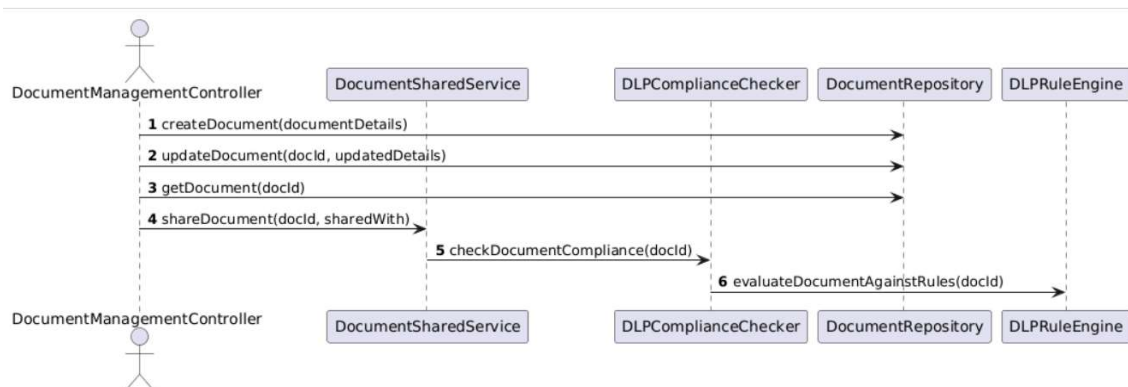 DocumentManagementController
DocumentSharedService
DLPComplianceChecker
DocumentRepository
DLPRuleEngine
1 createDocument(documentDetails)
2 updateDocument(docId, updatedDetails)
3 getDocument(docId)
4 shareDocument(docId, sharedWith)
5 checkDocumentCompliance(docId)
6 evaluateDocumentAgainstRules(docId)
DocumentManagementController
DocumentSharedService
DLPComplianceChecker
DocumentRepository
DLPRuleEngine